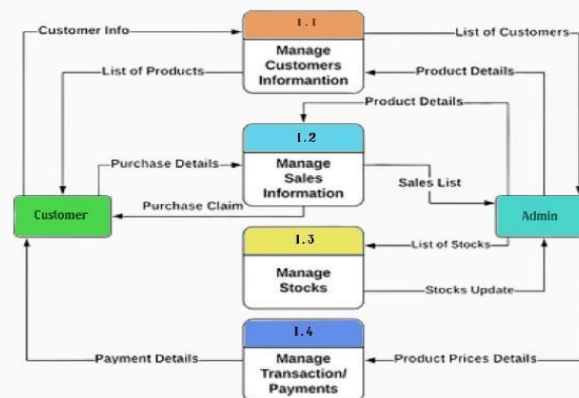 1.1
Customer Info
List of Customers
Manage
Customers
Informantion
List of Products
Product Details
Product Details
1.2
Manage
Sales
Information
Purchase Details
Sales List
Purchase Claim
Customer
Admin
1.3
List of Stocks
Manage
Stocks
Stocks Update
1.4
Payment Details
Manage
Transaction/
Payments
Product Prices Details